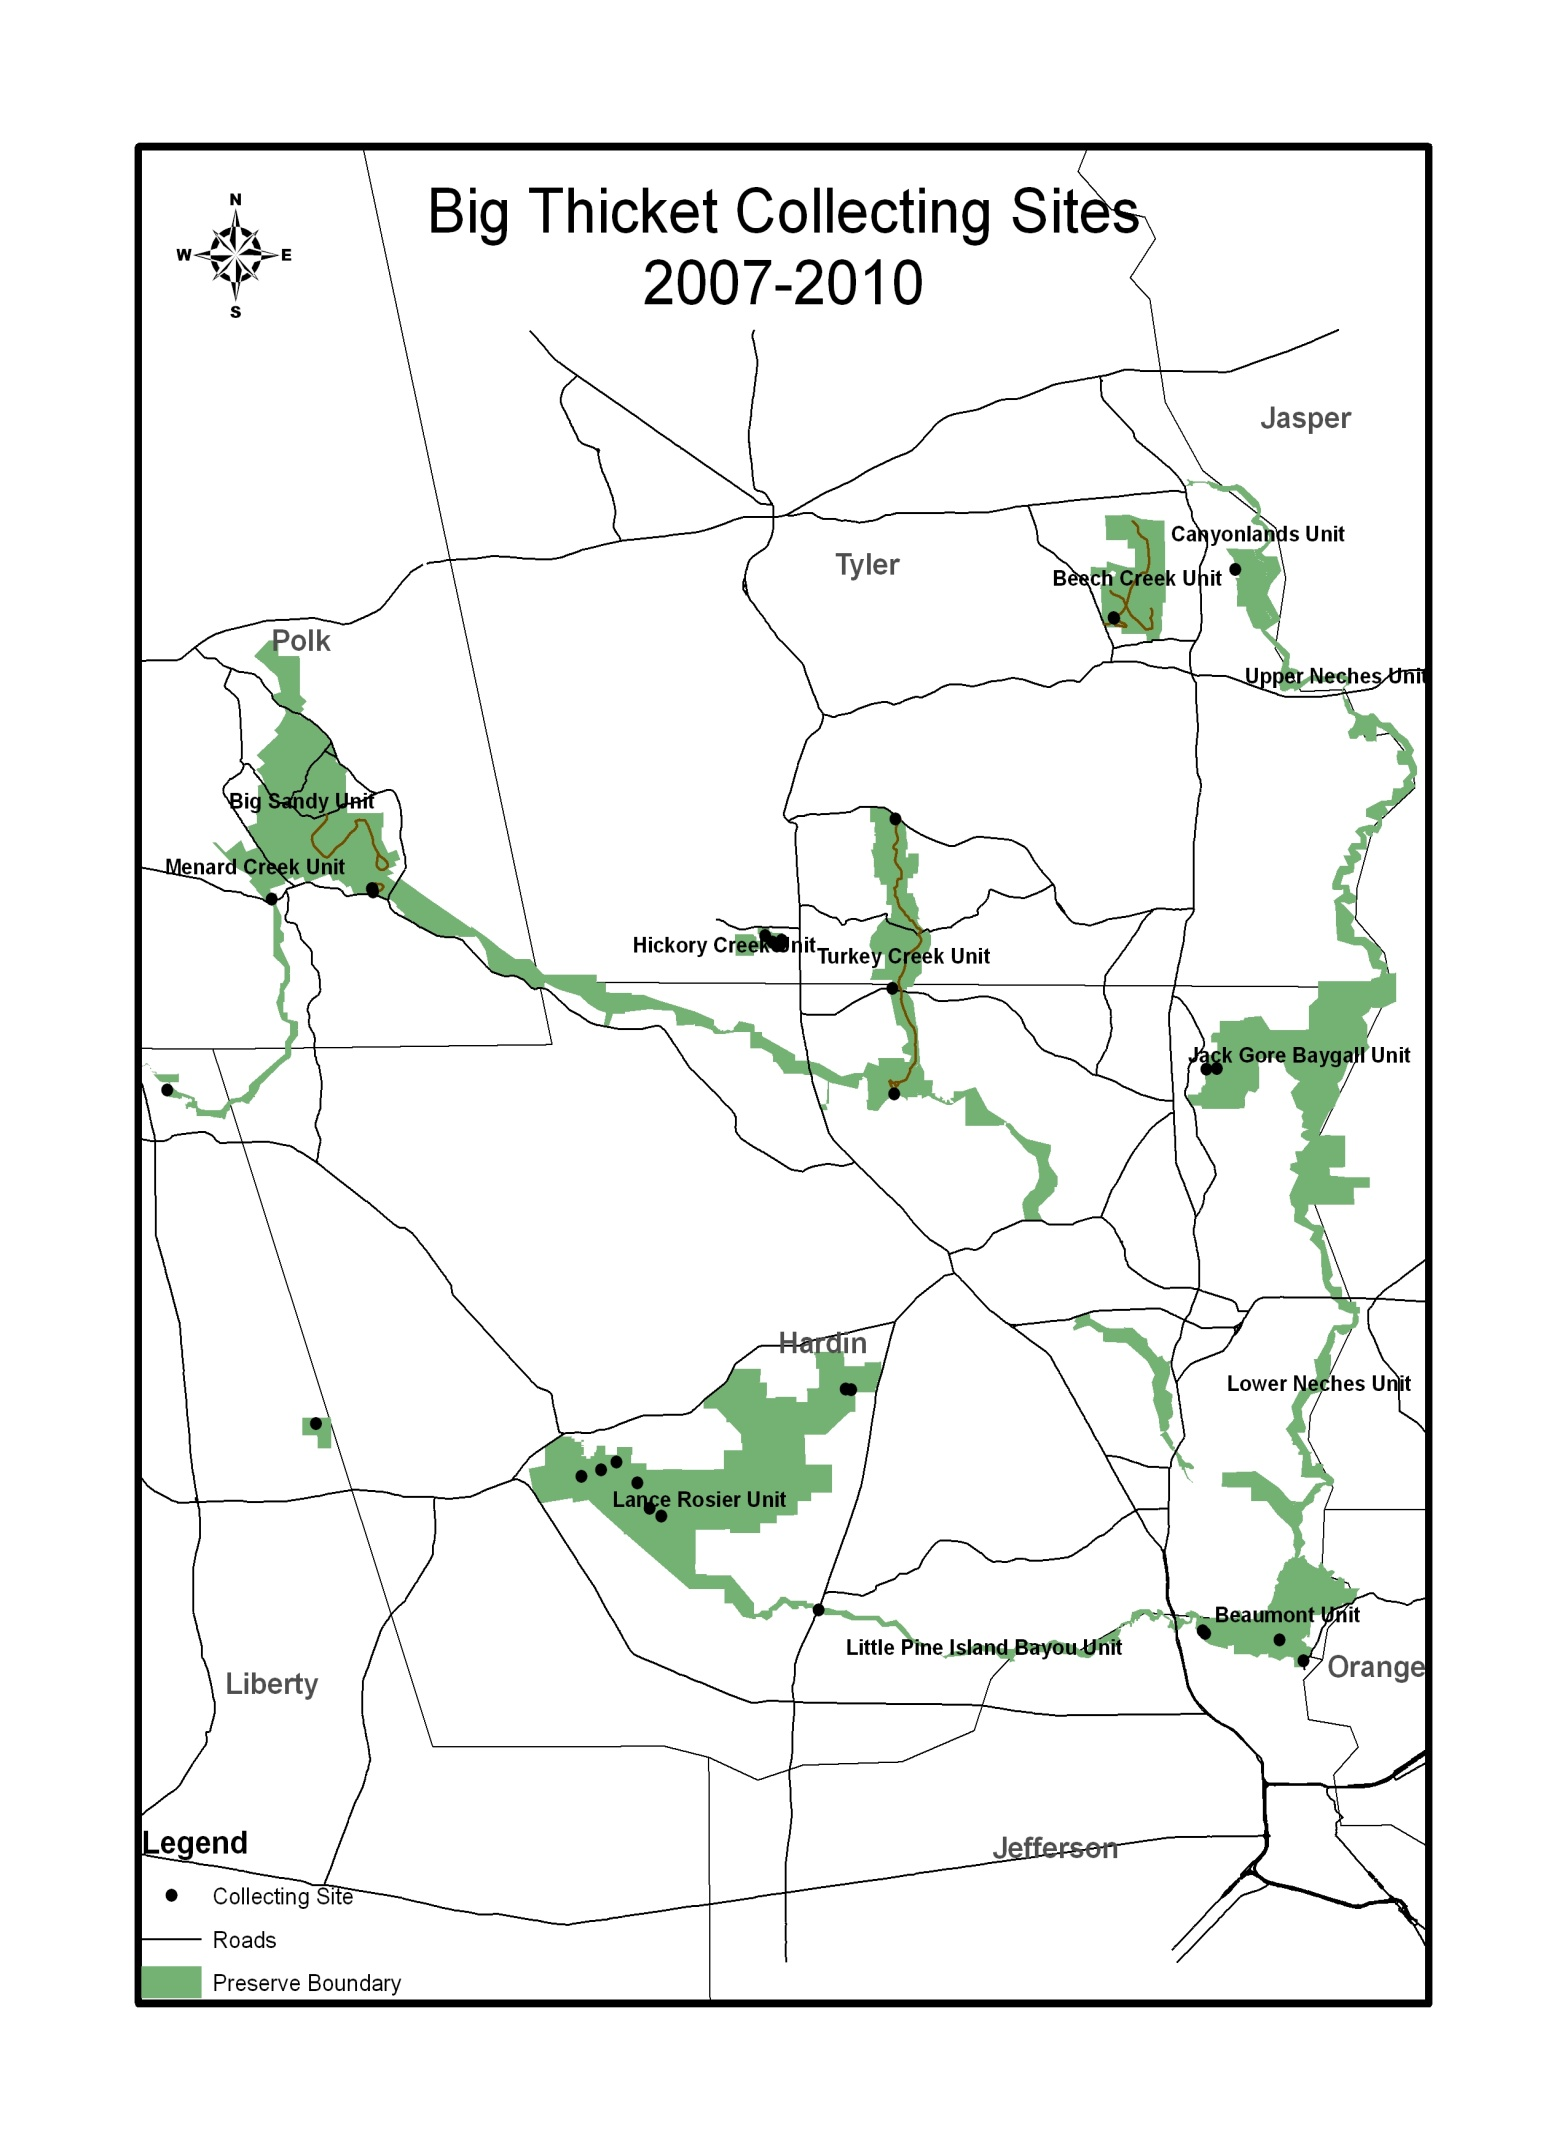 Big Thicket Collecting Sites
2007-2010
N
W
E
S
Jasper
Canyonlands Unit
Tyler
Beech Creek Unit
Polk
Upper Neches Unit
Big Sandy Unit
Menard Creek Unit
Hickory Creek Unit
Turkey Creek Unit
Jack Gore Baygall Unit
Hardin
Lower Neches Unit
Lance Rosier Unit
Beaumont Unit
Little Pine Island Bayou Unit
Orange
Liberty
Jefferson
Legend
Collecting Site
Roads
Preserve Boundary